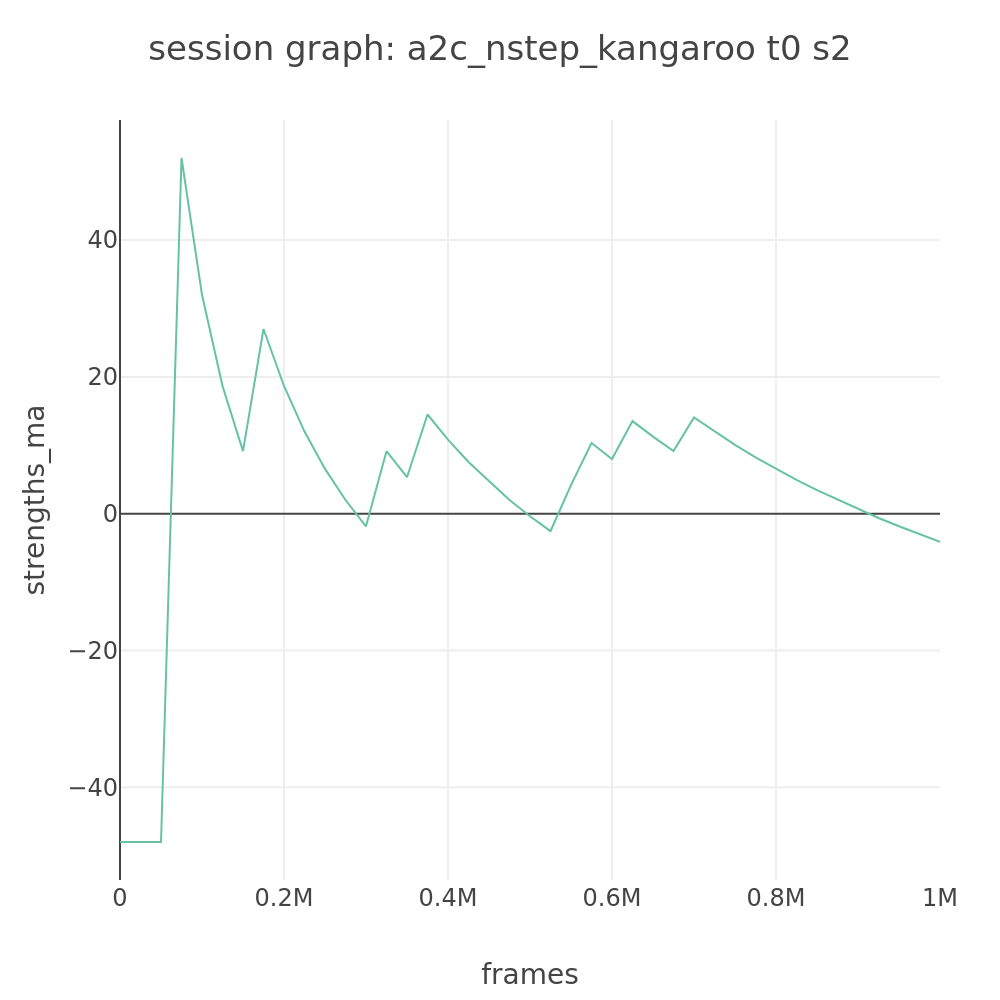 session graph: a2c_nstep_kangaroo t0 s2
strengths_ma
40
20
0
−20
−40
0
0.2M
0.4M
0.6M
0.8M
1M
frames